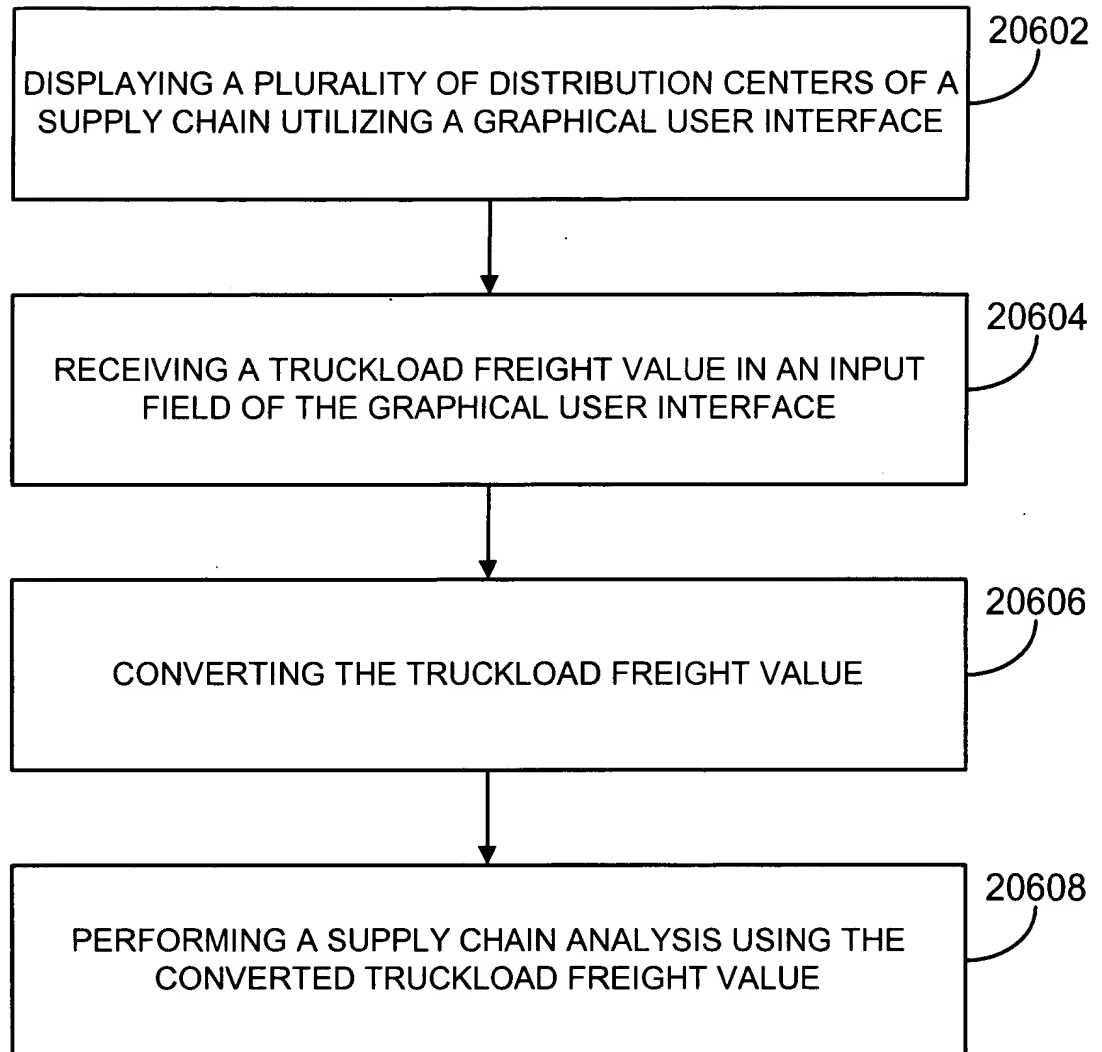 20602
DISPLAYING A PLURALITY OF DISTRIBUTION CENTERS OF A
SUPPLY CHAIN UTILIZING A GRAPHICAL USER INTERFACE
20604
RECEIVING A TRUCKLOAD FREIGHT VALUE IN AN INPUT
FIELD OF THE GRAPHICAL USER INTERFACE
20606
CONVERTING THE TRUCKLOAD FREIGHT VALUE
20608
PERFORMING A SUPPLY CHAIN ANALYSIS USING THE
CONVERTED TRUCKLOAD FREIGHT VALUE